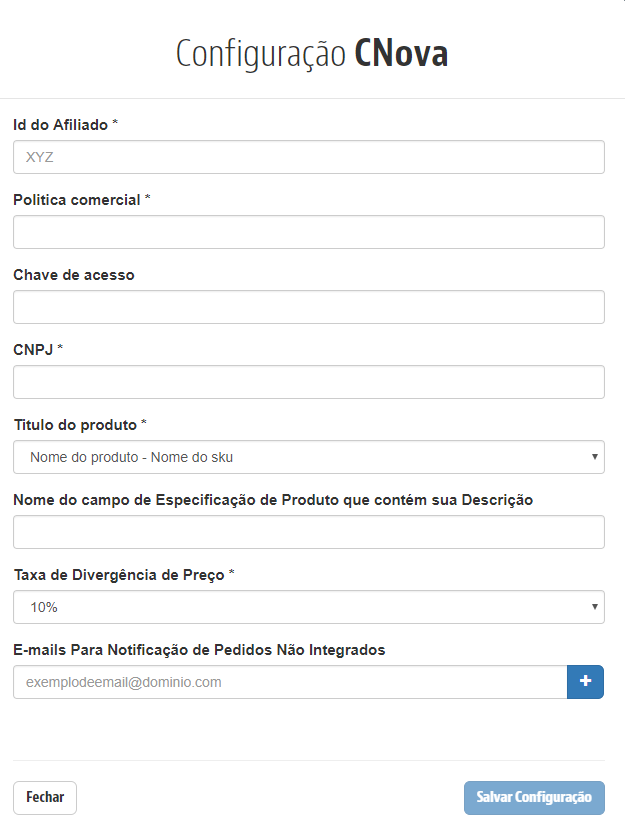 Configuração CNova
Id do Afiliado *
XYZ
Politica comercial *
Chave de acesso
CNPJ *
Titulo do produto *
Nome do produto - Nome do sku
Nome do campo de Especificação de Produto que contém sua Descrição
Taxa de Divergência de Preço *
10%
E-mails Para Notificação de Pedidos Não Integrados
exemplodeemail@dominio.com
Fechar
Salvar Configuração